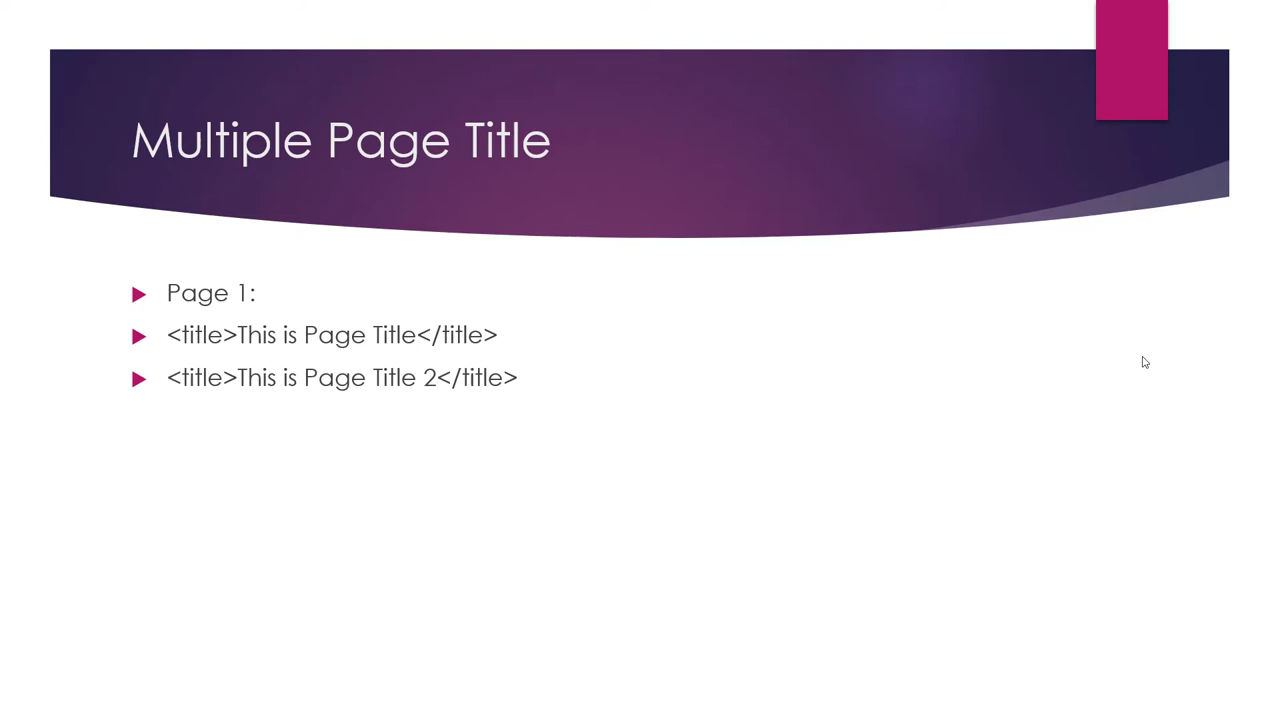 Multiple Page Title
Page 1:
<title>This is Page Title</title>
<title>This is Page Title 2</title>